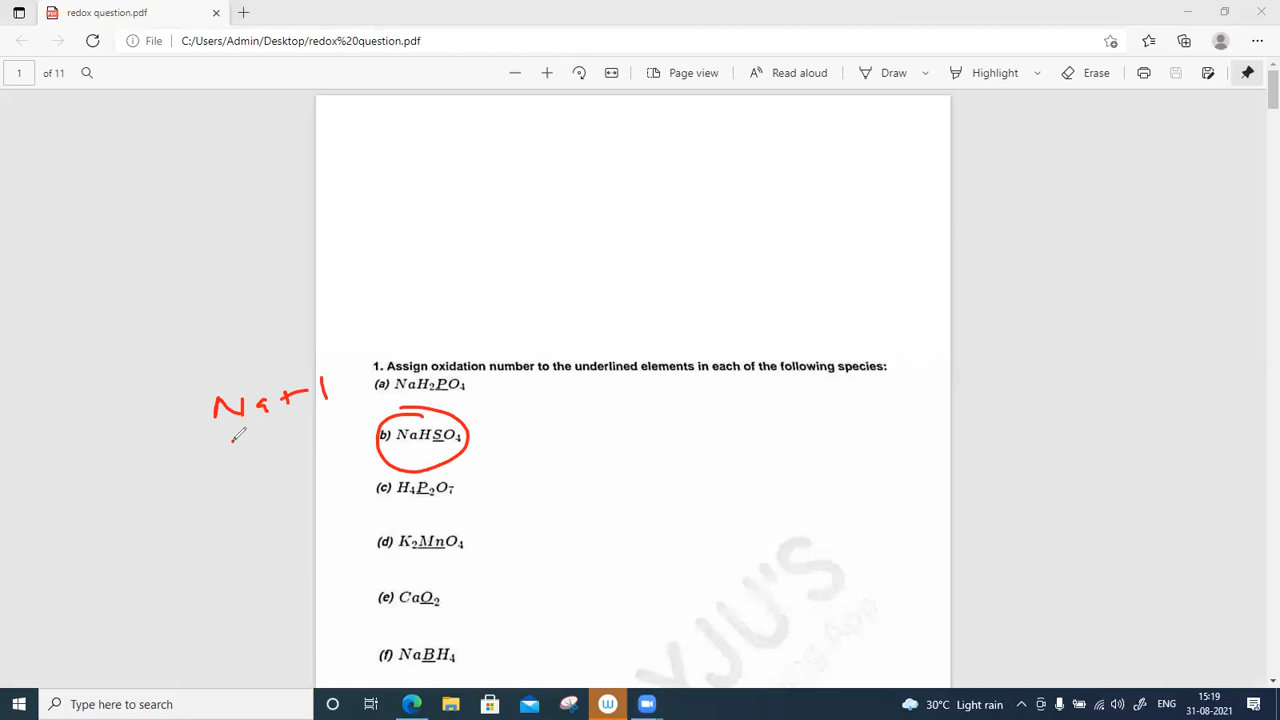 redox question.pdf
File C:/Users/Admin/Desktop/redox%20question.pdf
1 of 11 Page view Read aloud Draw Highlight Erase
1. Assign oxidation number to the underlined elements in each of the following species:
(a) NaH₂PO₄
Na+1
b) NaHSO₄
(c) H₄P₂O₇
(d) K₂MnO₄
(e) CaO₂
(f) NaBH₄
YJU'S
Type here to search
30°C Light rain
ENG
15:19
31-08-2021